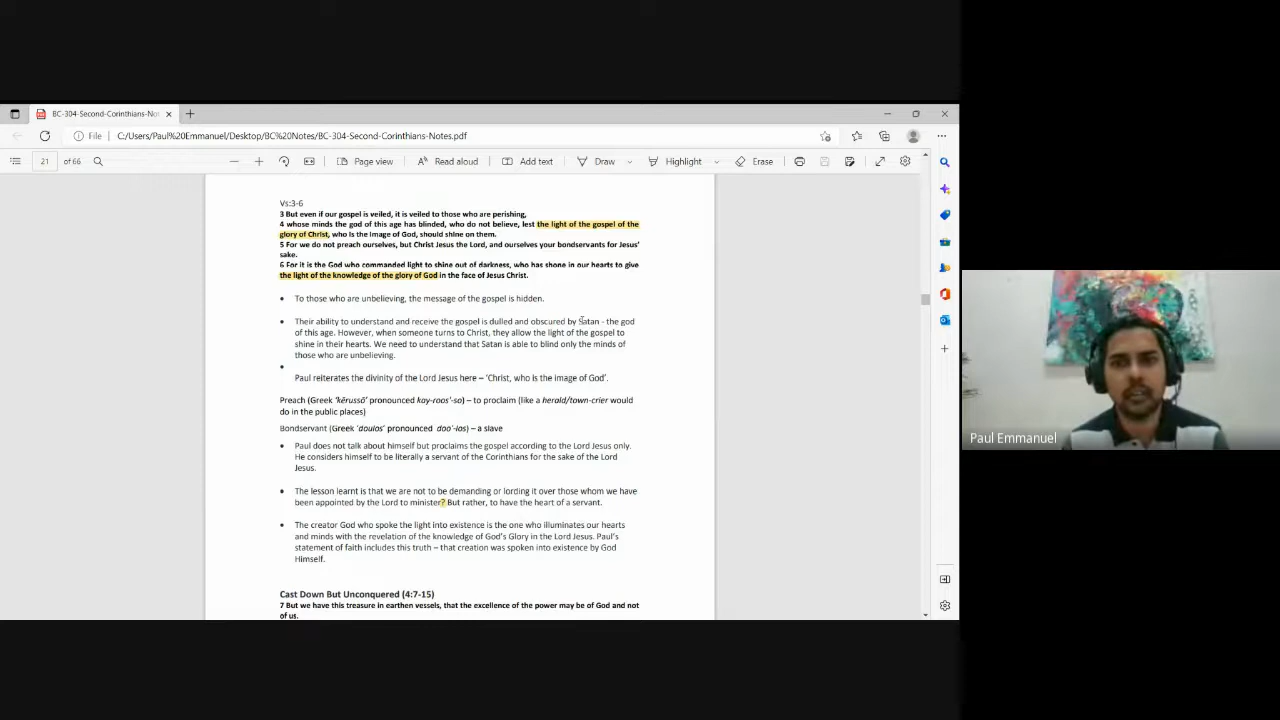 BC-304-Second-Corinthians-Not
File
C:/Users/Paul%20Emmanuel/Desktop/BC%20Notes/BC-304-Second-Corinthians-Notes.pdf
21 of 66
Page view
Read aloud
Add text
Draw
Highlight
Erase
Vs:3-6
3 But even if our gospel is veiled, it is veiled to those who are perishing,
4 whose minds the god of this age has blinded, who do not believe, lest the light of the gospel of the
glory of Christ, who is the image of God, should shine on them.
5 For we do not preach ourselves, but Christ Jesus the Lord, and ourselves your bondservants for Jesus'
sake.
6 For it is the God who commanded light to shine out of darkness, who has shone in our hearts to give
the light of the knowledge of the glory of God in the face of Jesus Christ.
• To those who are unbelieving, the message of the gospel is hidden.
• Their ability to understand and receive the gospel is dulled and obscured by Satan - the god
of this age. However, when someone turns to Christ, they allow the light of the gospel to
shine in their hearts. We need to understand that Satan is able to blind only the minds of
those who are unbelieving.
•
Paul reiterates the divinity of the Lord Jesus here – 'Christ, who is the image of God'.
Preach (Greek 'kērussō' pronounced kay-roos'-so) – to proclaim (like a herald/town-crier would
do in the public places)
Bondservant (Greek 'doulos' pronounced doo'-los) – a slave
• Paul does not talk about himself but proclaims the gospel according to the Lord Jesus only.
He considers himself to be literally a servant of the Corinthians for the sake of the Lord
Jesus.
• The lesson learnt is that we are not to be demanding or lording it over those whom we have
been appointed by the Lord to minister? But rather, to have the heart of a servant.
• The creator God who spoke the light into existence is the one who illuminates our hearts
and minds with the revelation of the knowledge of God's Glory in the Lord Jesus. Paul's
statement of faith includes this truth – that creation was spoken into existence by God
Himself.
Cast Down But Unconquered (4:7-15)
7 But we have this treasure in earthen vessels, that the excellence of the power may be of God and not
of us.
Paul Emmanuel